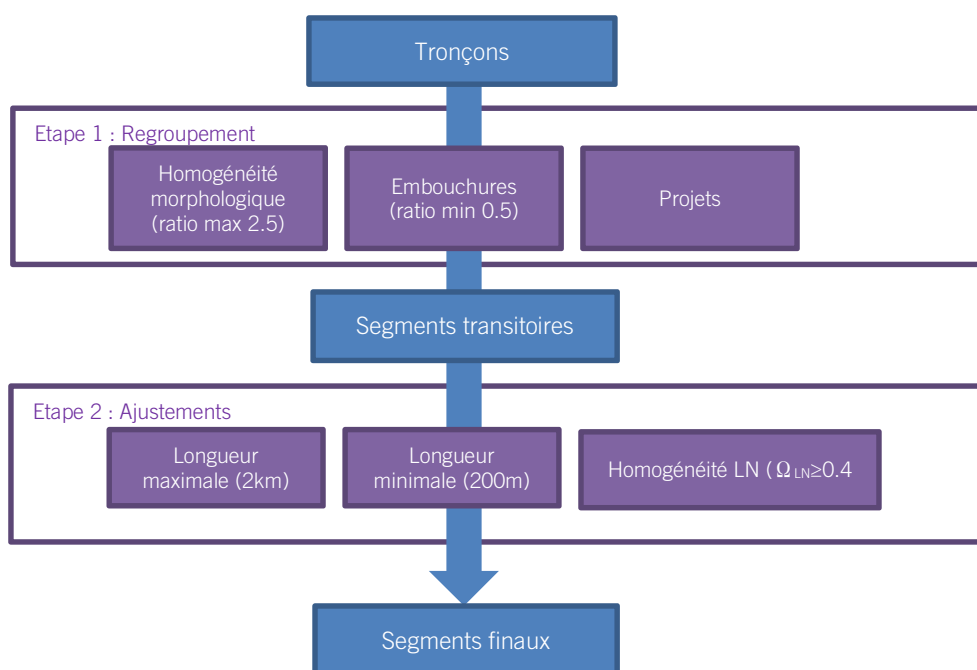 Tronçons
Etape 1 : Regroupement
Homogénéité
morphologique
(ratio max 2.5)
Embouchures
(ratio min 0.5)
Projets
Segments transitoires
Etape 2 : Ajustements
Longueur
maximale (2km)
Longueur
minimale (200m)
Homogénéité LN ( Ω LN≥0.4
Segments finaux